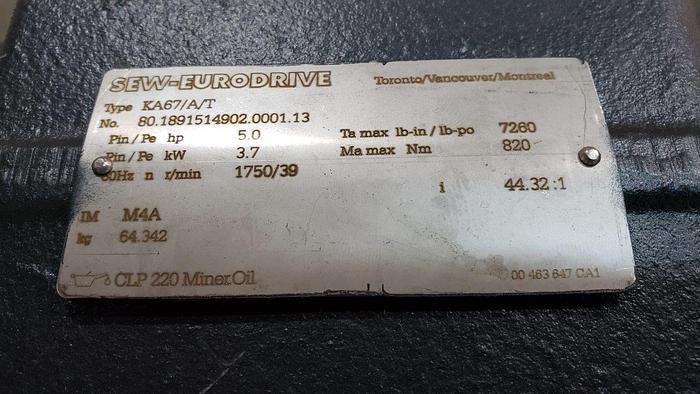 SEW-EURODRIVE Toronto/Vancouver/Montreal
Type KA67/A/T
No. 80.1891514902.0001.13
Pin/Pe hp 5.0 Ta max lb-in/lb-po 7260
Pin/Pe kW 3.7 Ma max Nm 820
60Hz n r/min 1750/39 i 44.32:1
IM M4A
kg 64.342
CLP 220 Miner.Oil 00 463 647 CA1